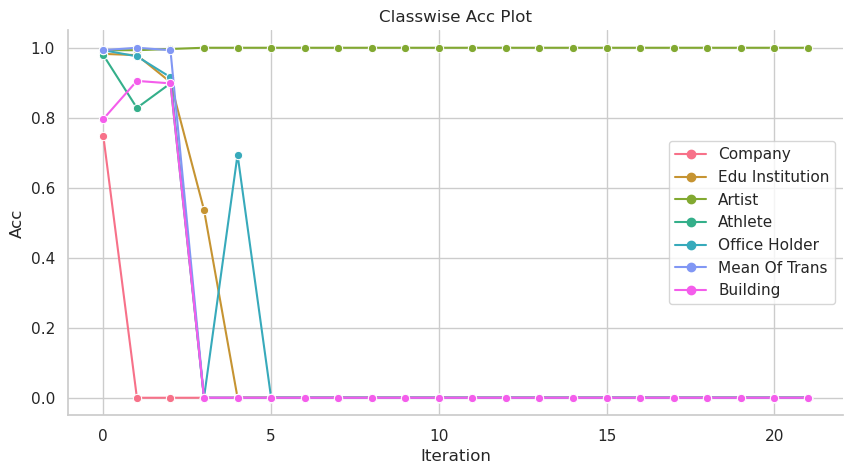 Classwise Acc Plot
1.0
0.8
0.6
0.4
0.2
0.0
Acc
Company
Edu Institution
Artist
Athlete
Office Holder
Mean Of Trans
Building
0 5 10 15 20
Iteration